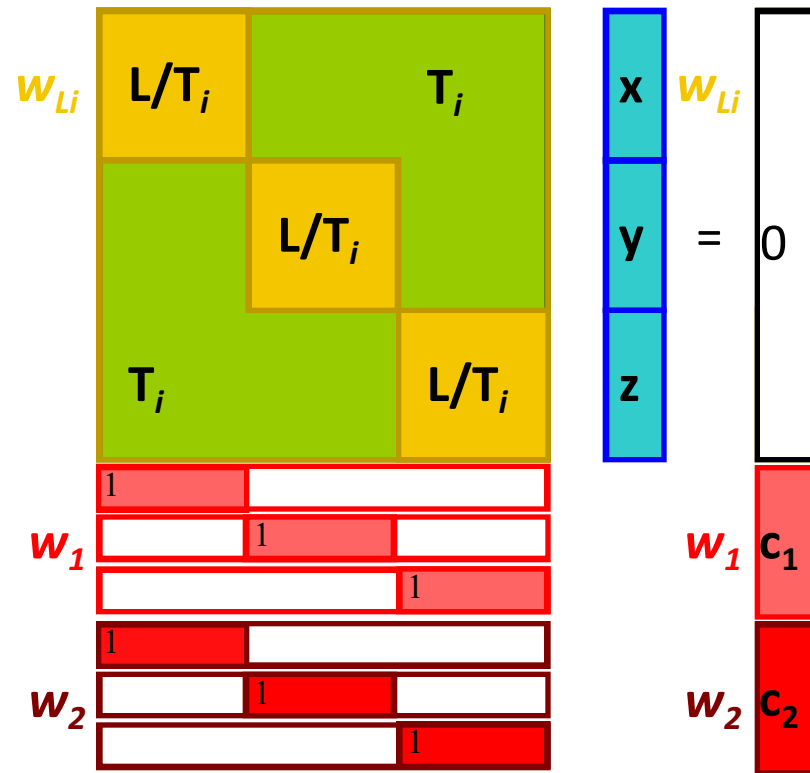 w_Li L/T_i T_i x w_Li
L/T_i y = 0
T_i L/T_i z
1
w_1 1 w_1 c_1
1
1
w_2 1 w_2 c_2
1